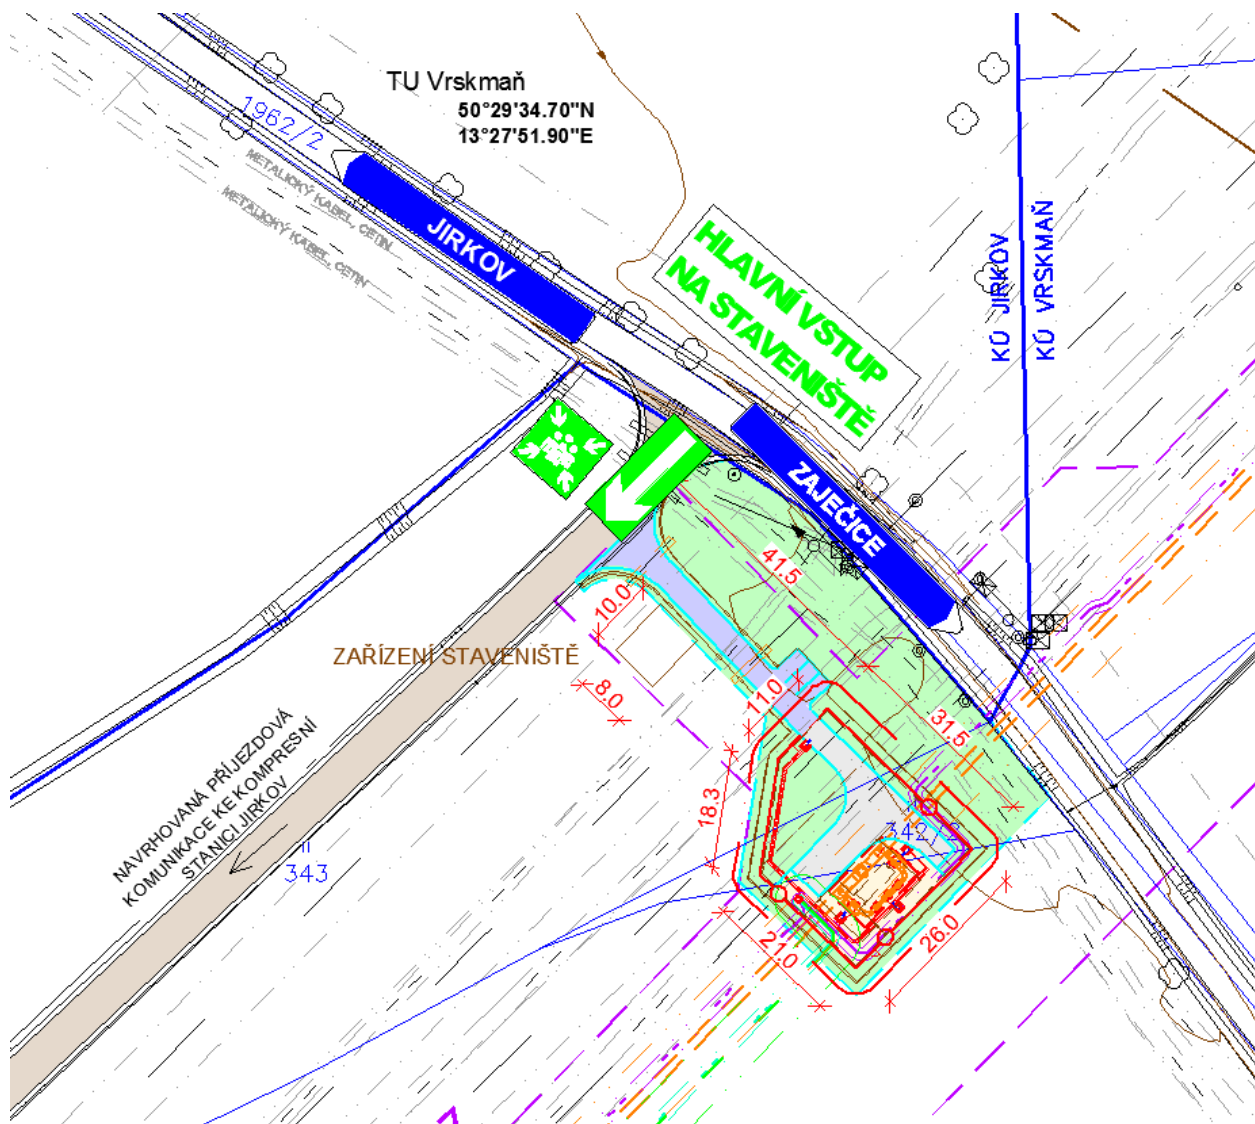 TU Vrskmaň
50°29'34.70"N
13°27'51.90"E
1962/2
METALICKÝ KABEL, CETIN
METALICKÝ KABEL, CETIN
JIRKOV
HLAVNÍ VSTUP
NA STAVENIŠTĚ
KÚ JIRKOV
KÚ VRSKMAŇ
ZAJEČICE
41.5
10.0
ZAŘÍZENÍ STAVENIŠTĚ
8.0
11.0
31.5
18.3
342/2
NAVRHOVANÁ PŘÍJEZDOVÁ
KOMUNIKACE KE KOMPRESNÍ
STANICI JIRKOV
343
21.0
26.0